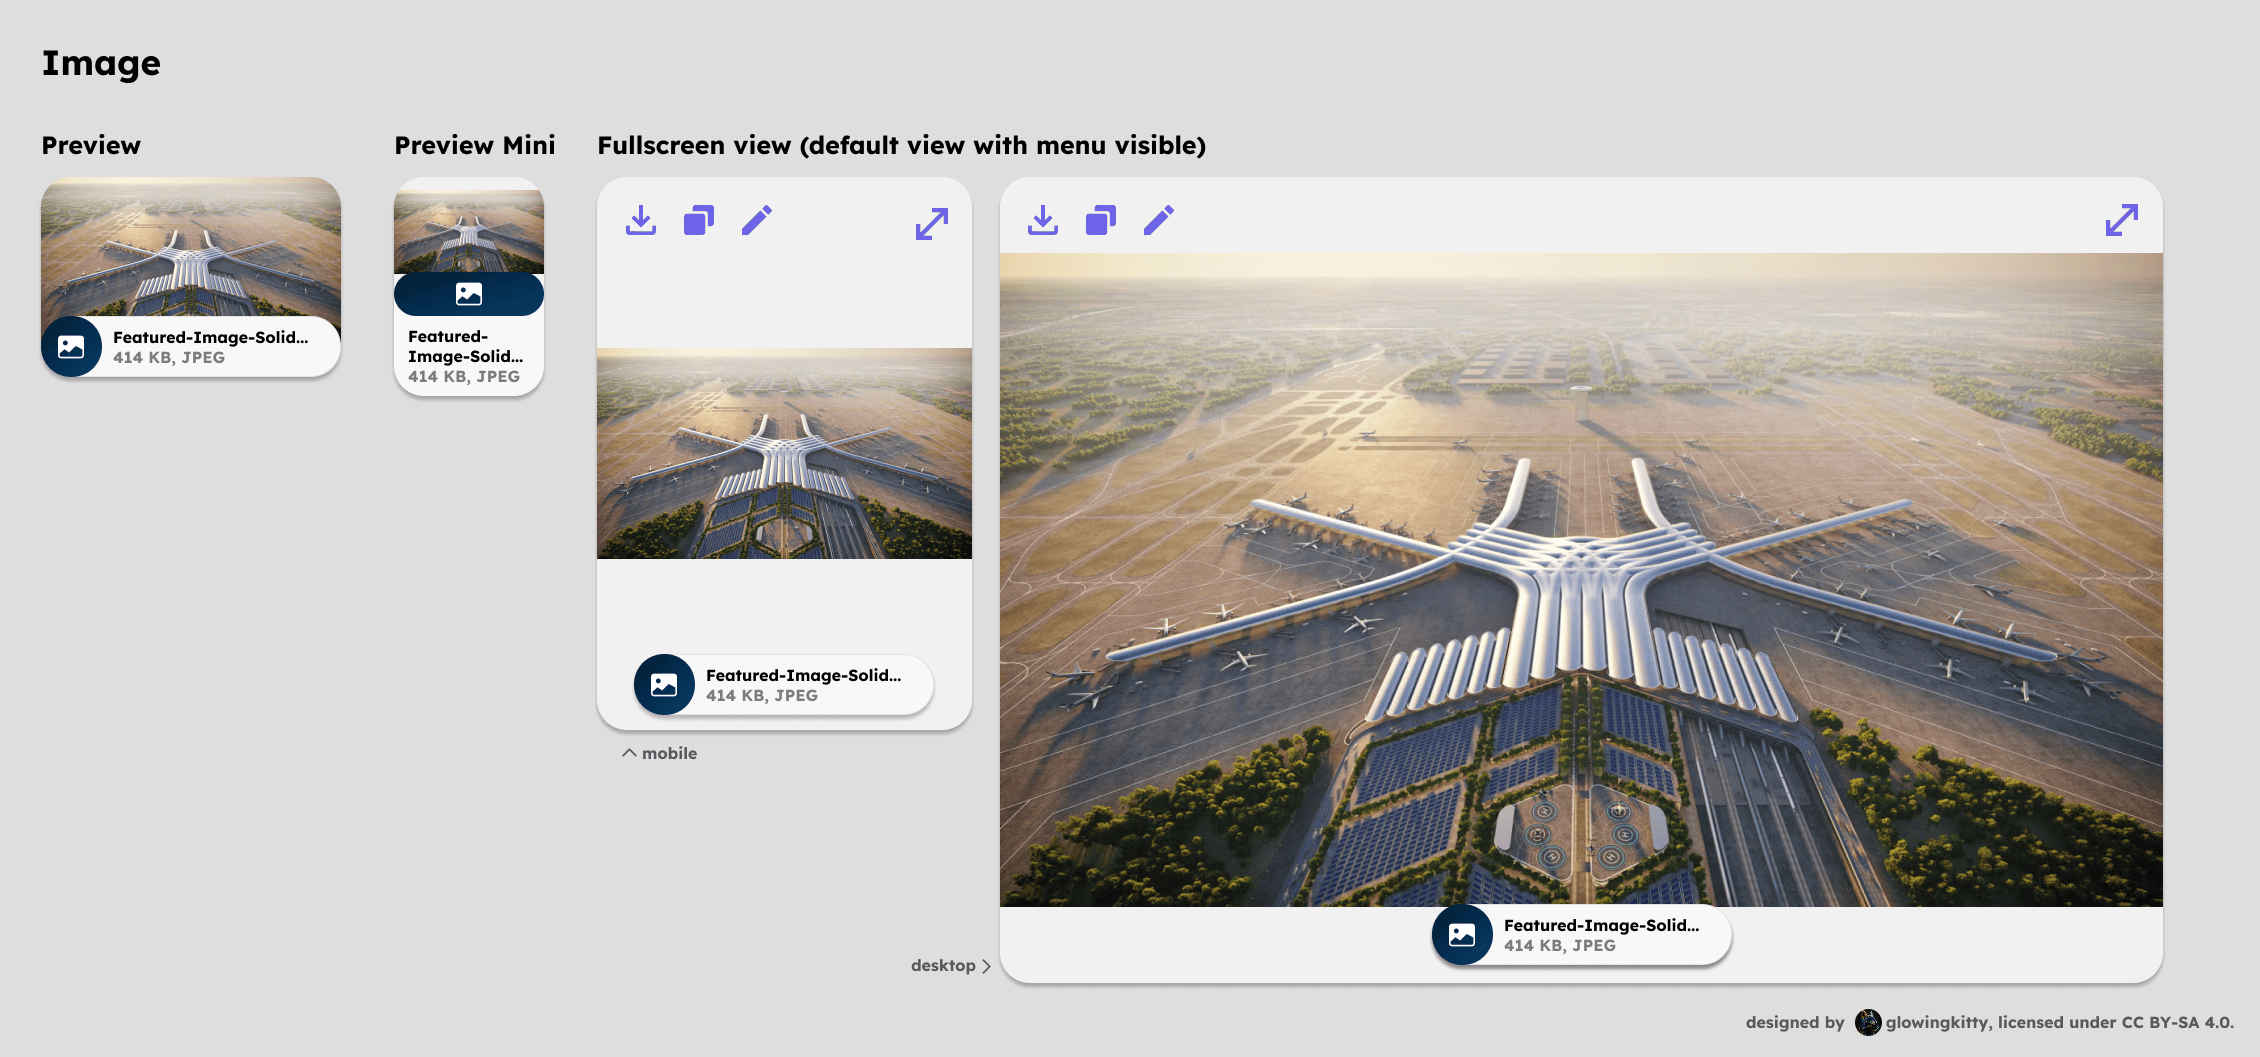 Image
Preview
Featured-Image-Solid...
414 KB, JPEG
Preview Mini
Featured-
Image-Solid...
414 KB, JPEG
Fullscreen view (default view with menu visible)
Featured-Image-Solid...
414 KB, JPEG
mobile
desktop
Featured-Image-Solid...
414 KB, JPEG
designed by glowingkitty, licensed under CC BY-SA 4.0.